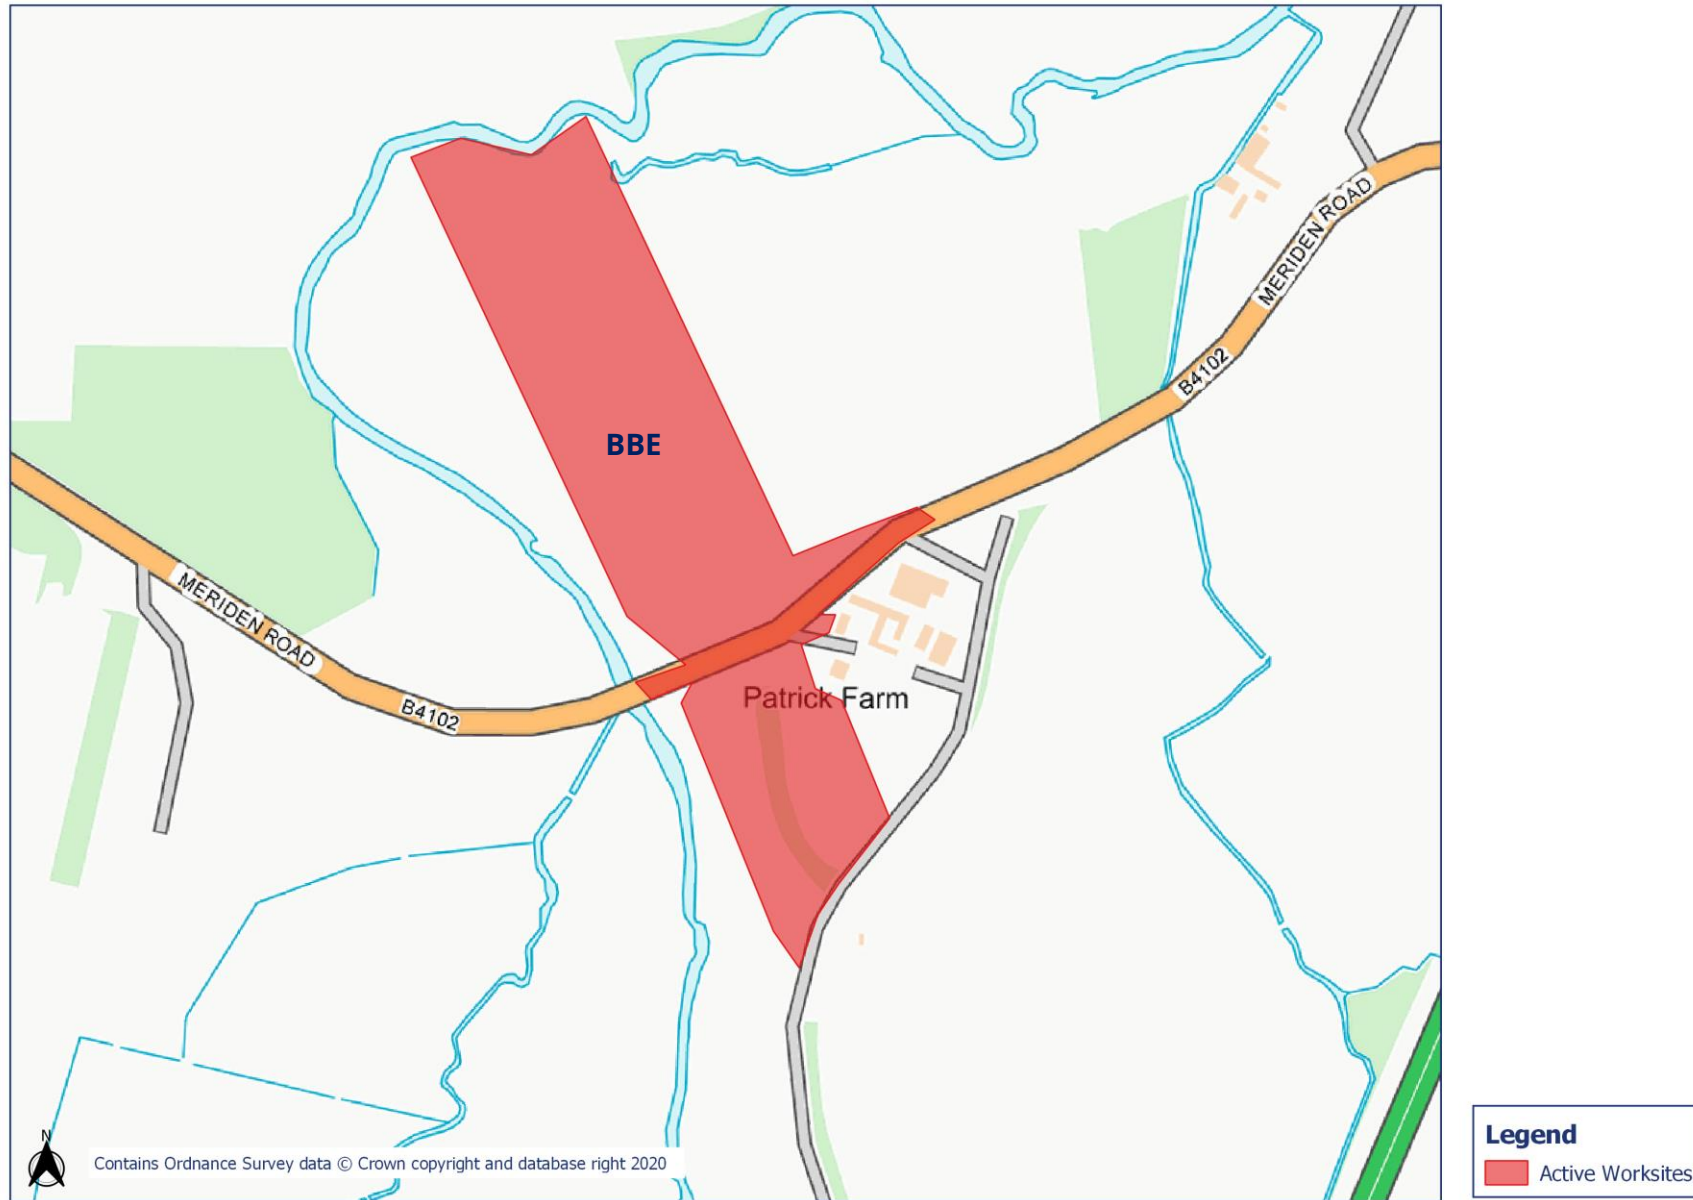 MERIDEN ROAD
B4102
BBE
MERIDEN ROAD
B4102
Patrick Farm
N
Contains Ordnance Survey data © Crown copyright and database right 2020
Legend
Active Worksites